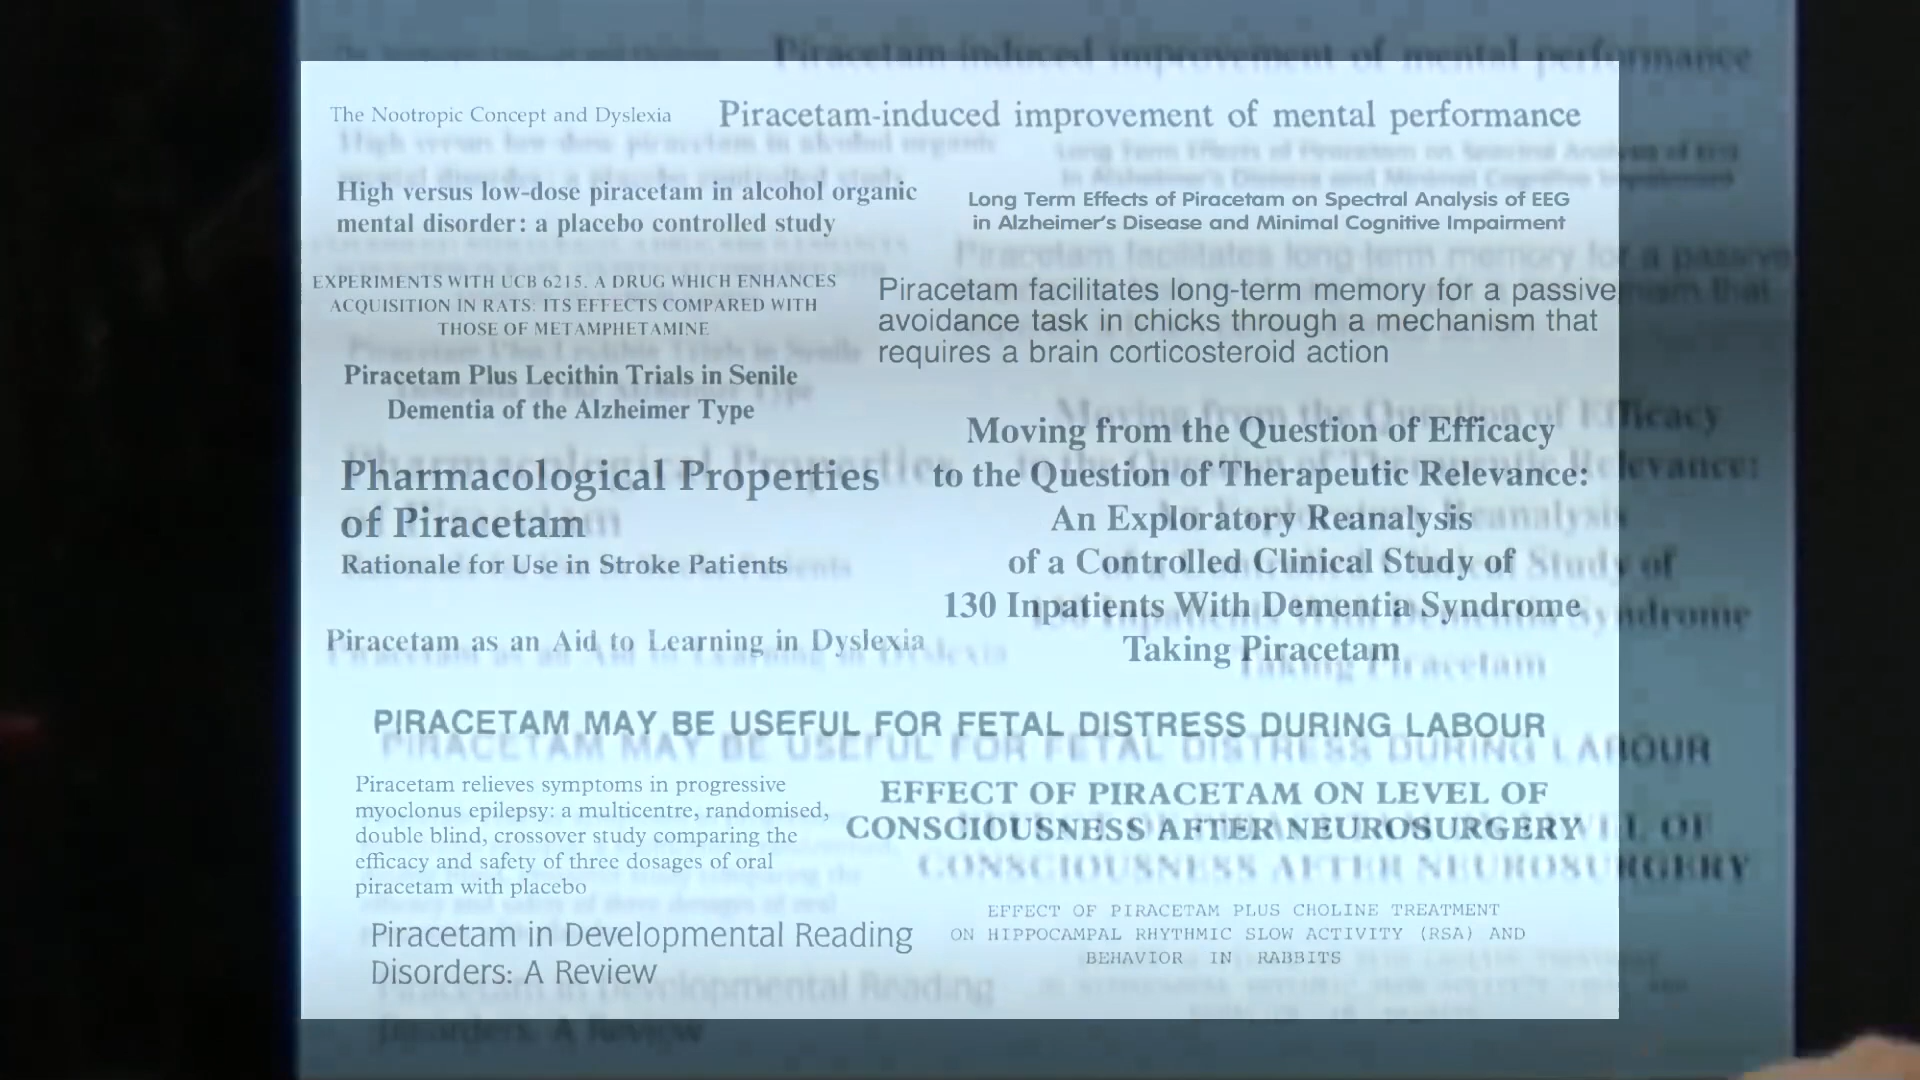 The Nootropic Concept and Dyslexia
Piracetam-induced improvement of mental performance
High versus low-dose piracetam in alcohol organic
mental disorder: a placebo controlled study
Long Term Effects of Piracetam on Spectral Analysis of EEG
in Alzheimer's Disease and Minimal Cognitive Impairment
EXPERIMENTS WITH UCB 6215. A DRUG WHICH ENHANCES
ACQUISITION IN RATS: ITS EFFECTS COMPARED WITH
THOSE OF METAMPHETAMINE
Piracetam facilitates long-term memory for a passive
avoidance task in chicks through a mechanism that
requires a brain corticosteroid action
Piracetam Plus Lecithin Trials in Senile
Dementia of the Alzheimer Type
Moving from the Question of Efficacy
to the Question of Therapeutic Relevance:
An Exploratory Reanalysis
of a Controlled Clinical Study of
130 Inpatients With Dementia Syndrome
Taking Piracetam
Pharmacological Properties
of Piracetam
Rationale for Use in Stroke Patients
Piracetam as an Aid to Learning in Dyslexia
PIRACETAM MAY BE USEFUL FOR FETAL DISTRESS DURING LABOUR
Piracetam relieves symptoms in progressive
myoclonus epilepsy: a multicentre, randomised,
double blind, crossover study comparing the
efficacy and safety of three dosages of oral
piracetam with placebo
EFFECT OF PIRACETAM ON LEVEL OF
CONSCIOUSNESS AFTER NEUROSURGERY
Piracetam in Developmental Reading
Disorders: A Review
EFFECT OF PIRACETAM PLUS CHOLINE TREATMENT
ON HIPPOCAMPAL RHYTHMIC SLOW ACTIVITY (RSA) AND
BEHAVIOR IN RABBITS